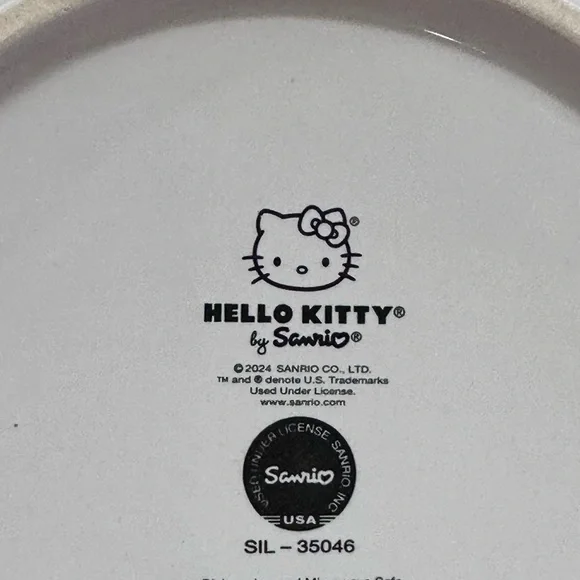 ®
HELLO KITTY®
by Sanrio®
©2024 SANRIO CO., LTD.
TM and ® denote U.S. Trademarks
Used Under License.
www.sanrio.com
USED UNDER LICENSE. SANRIO, INC.
Sanrio
USA
SIL – 35046